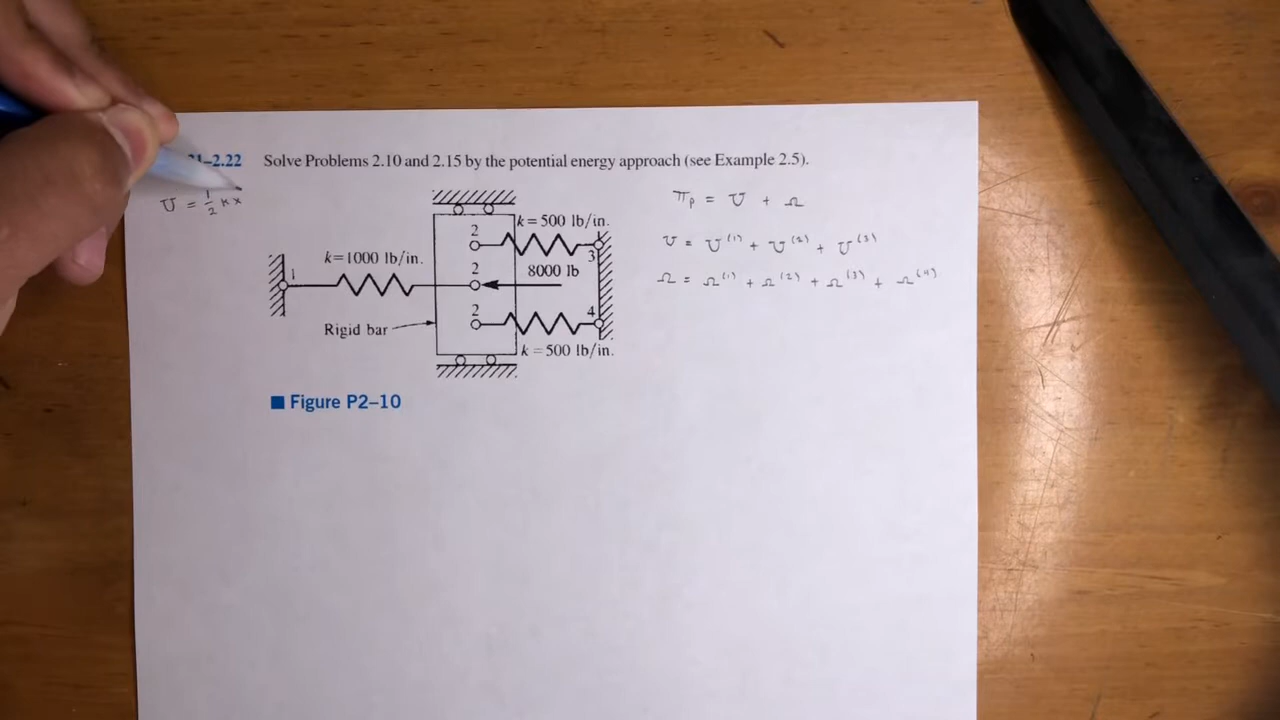 1–2.22 Solve Problems 2.10 and 2.15 by the potential energy approach (see Example 2.5).
U = 1/2 k x
πp = U + Ω
U = U⁽¹⁾ + U⁽²⁾ + U⁽³⁾
Ω = Ω⁽¹⁾ + Ω⁽²⁾ + Ω⁽³⁾ + Ω⁽⁴⁾
k = 500 lb/in.
2
3
k = 1000 lb/in.
1
2
8000 lb
2
4
Rigid bar
k = 500 lb/in.
Figure P2–10